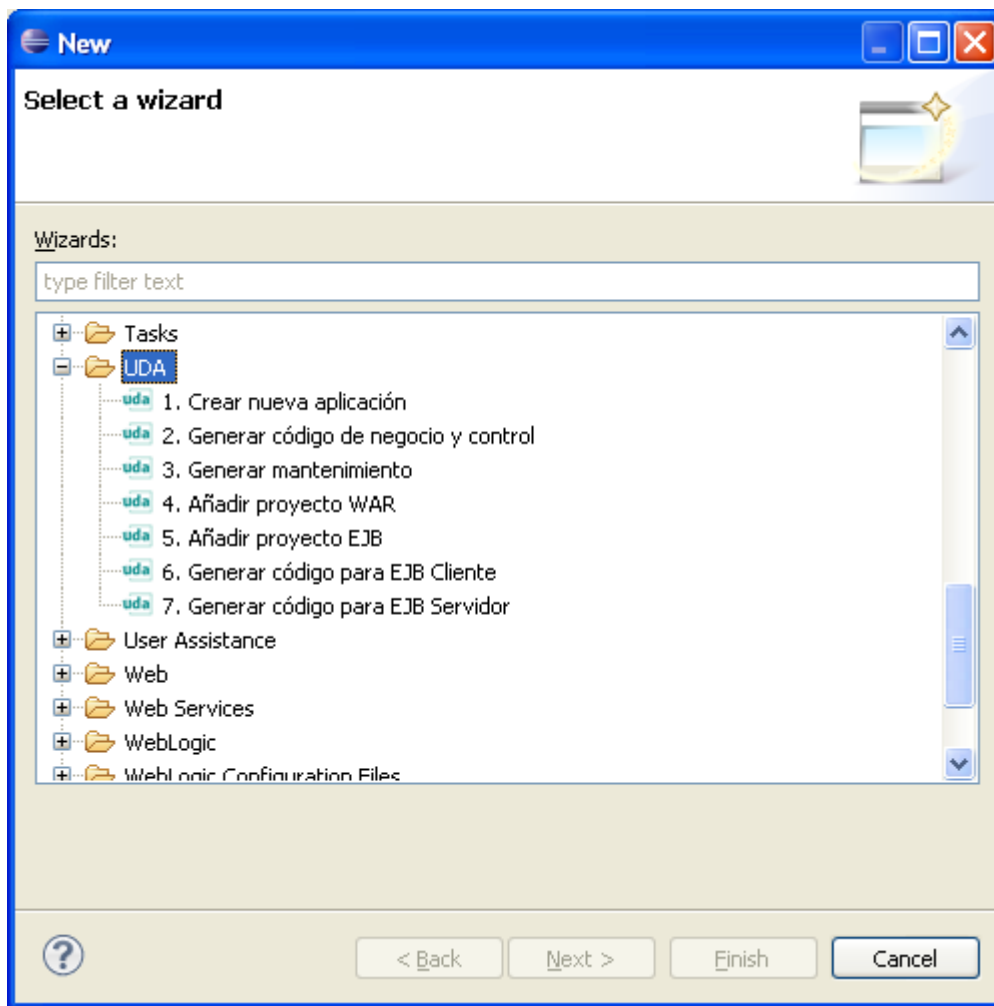 New
Select a wizard
Wizards:
type filter text
Tasks
UDA
uda 1. Crear nueva aplicación
uda 2. Generar código de negocio y control
uda 3. Generar mantenimiento
uda 4. Añadir proyecto WAR
uda 5. Añadir proyecto EJB
uda 6. Generar código para EJB Cliente
uda 7. Generar código para EJB Servidor
User Assistance
Web
Web Services
WebLogic
WebLogic Configuration Files
? < Back Next > Finish Cancel